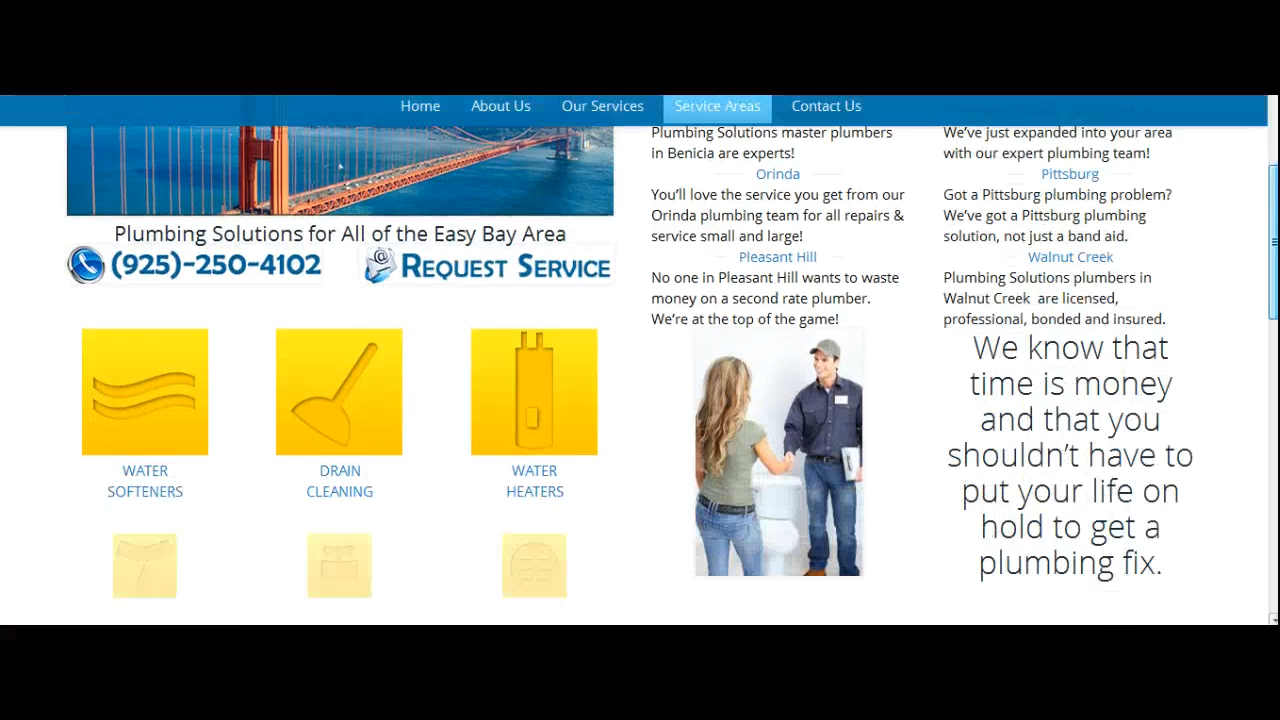 Home About Us Our Services Service Areas Contact Us
Plumbing Solutions for All of the Easy Bay Area
(925)-250-4102 REQUEST SERVICE
WATER
SOFTENERS
DRAIN
CLEANING
WATER
HEATERS
Plumbing Solutions master plumbers
in Benicia are experts!
Orinda
You'll love the service you get from our
Orinda plumbing team for all repairs &
service small and large!
Pleasant Hill
No one in Pleasant Hill wants to waste
money on a second rate plumber.
We're at the top of the game!
We've just expanded into your area
with our expert plumbing team!
Pittsburg
Got a Pittsburg plumbing problem?
We've got a Pittsburg plumbing
solution, not just a band aid.
Walnut Creek
Plumbing Solutions plumbers in
Walnut Creek are licensed,
professional, bonded and insured.
We know that
time is money
and that you
shouldn't have to
put your life on
hold to get a
plumbing fix.